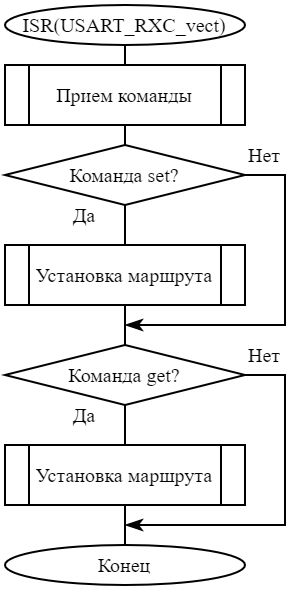 ISR(USART_RXC_vect)
Прием команды
Команда set?
Нет
Да
Установка маршрута
Команда get?
Нет
Да
Установка маршрута
Конец